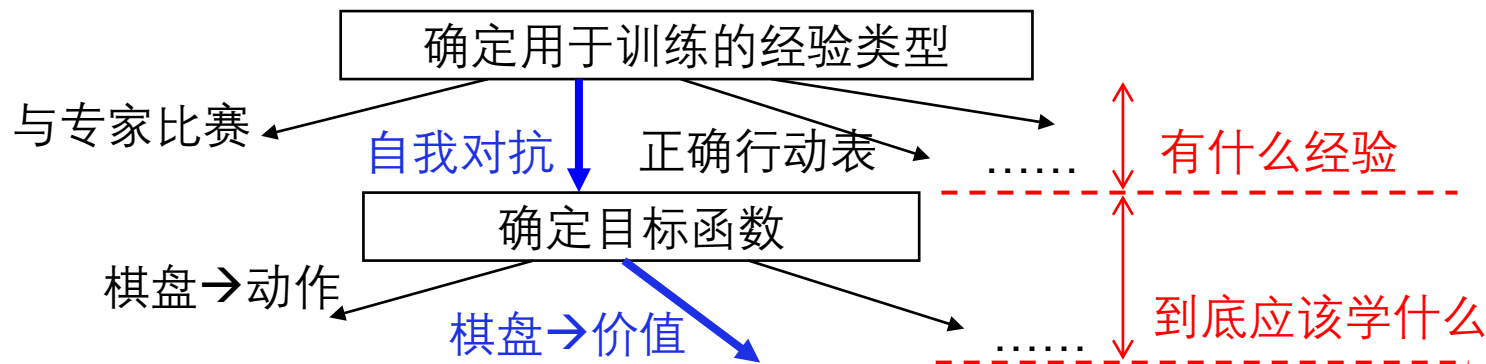 确定用于训练的经验类型
与专家比赛
自我对抗
正确行动表
......
有什么经验
确定目标函数
棋盘→动作
棋盘→价值
......
到底应该学什么